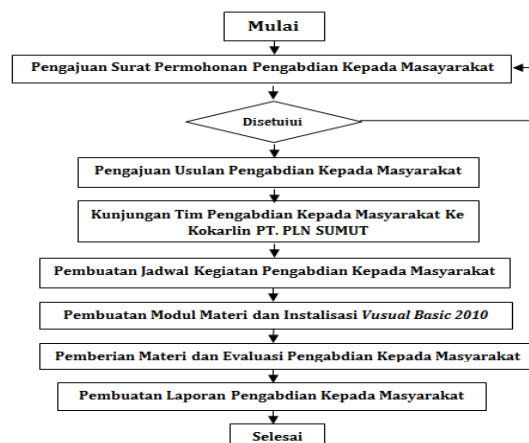 Mulai
Pengajuan Surat Permohonan Pengabdian Kepada Masayarakat
Disetuiui
Pengajuan Usulan Pengabdian Kepada Masyarakat
Kunjungan Tim Pengabdian Kepada Masyarakat Ke
Kokarlin PT. PLN SUMUT
Pembuatan Jadwal Kegiatan Pengabdian Kepada Masyarakat
Pembuatan Modul Materi dan Instalisasi Vusual Basic 2010
Pemberian Materi dan Evaluasi Pengabdian Kepada Masyarakat
Pembuatan Laporan Pengabdian Kepada Masyarakat
Selesai